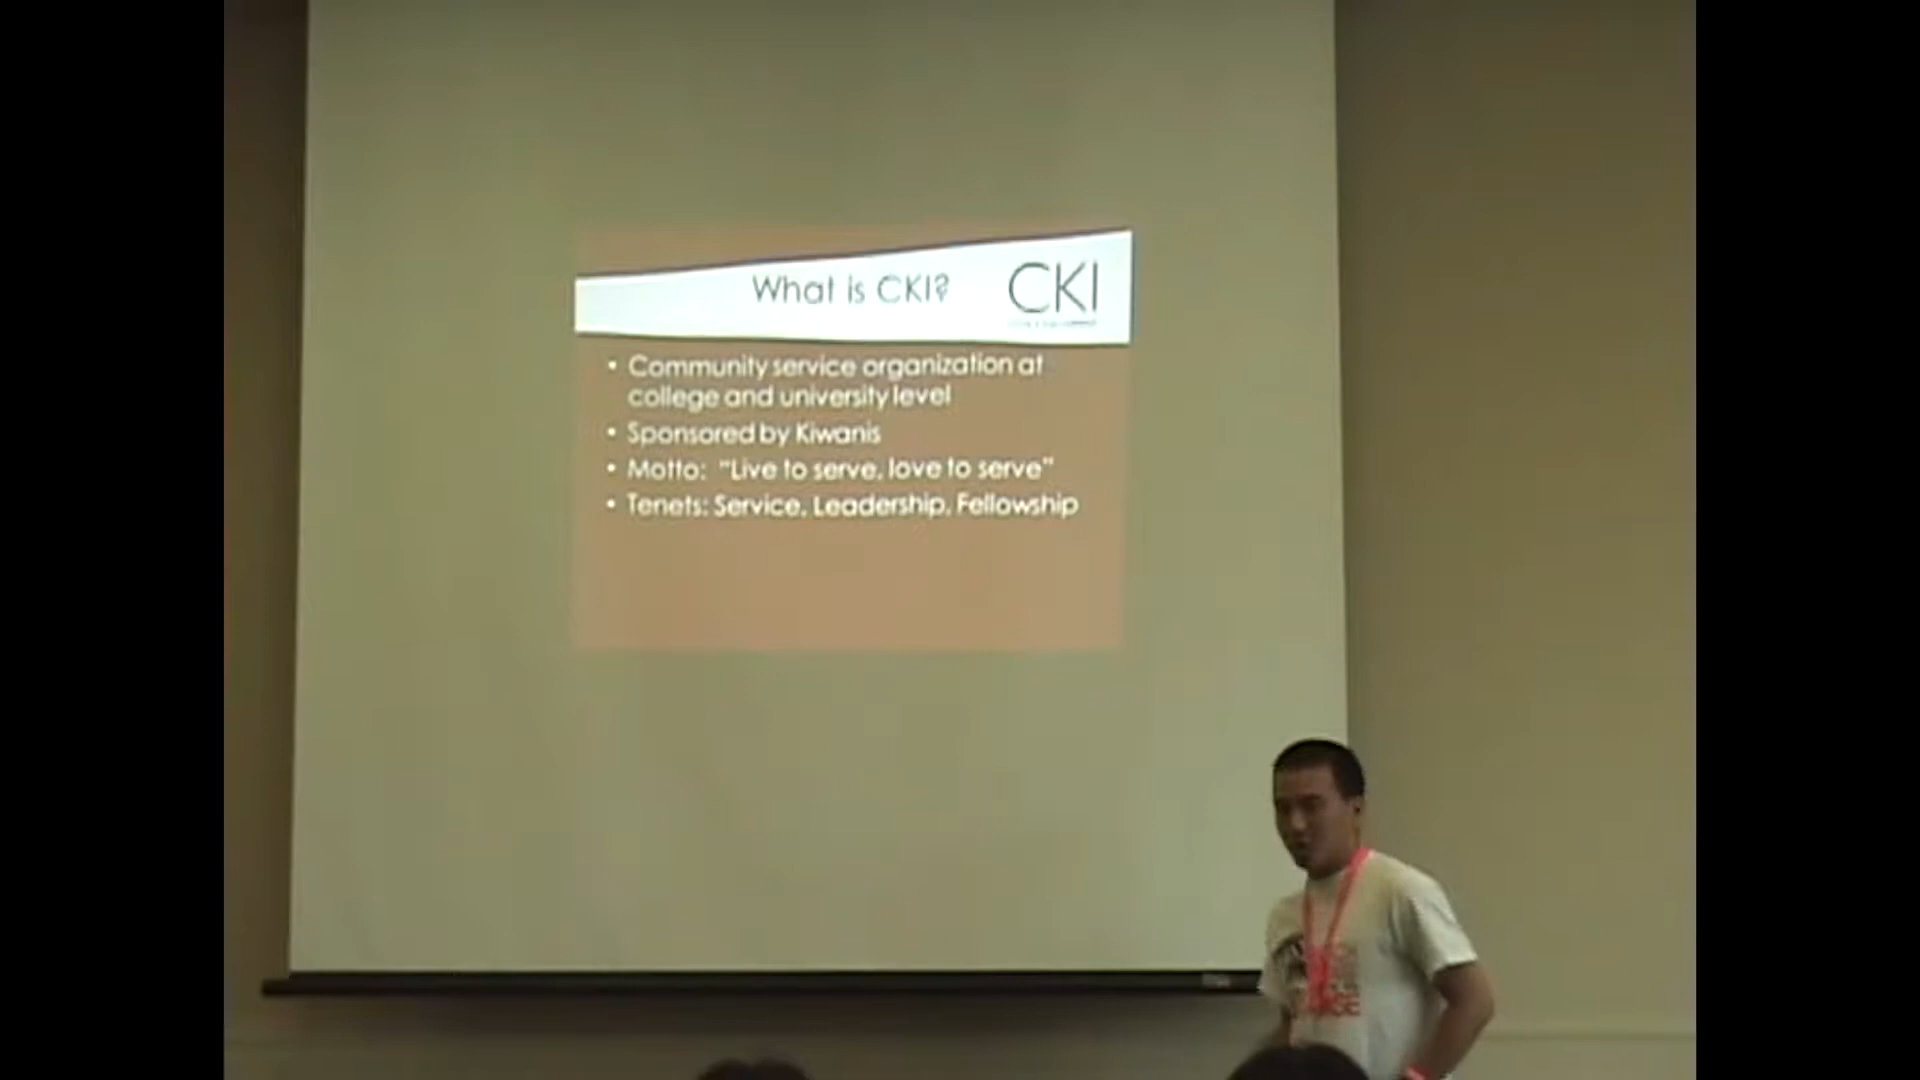 What is CKI?
CKI
• Community service organization at
college and university level
• Sponsored by Kiwanis
• Motto: “Live to serve, love to serve”
• Tenets: Service, Leadership, Fellowship